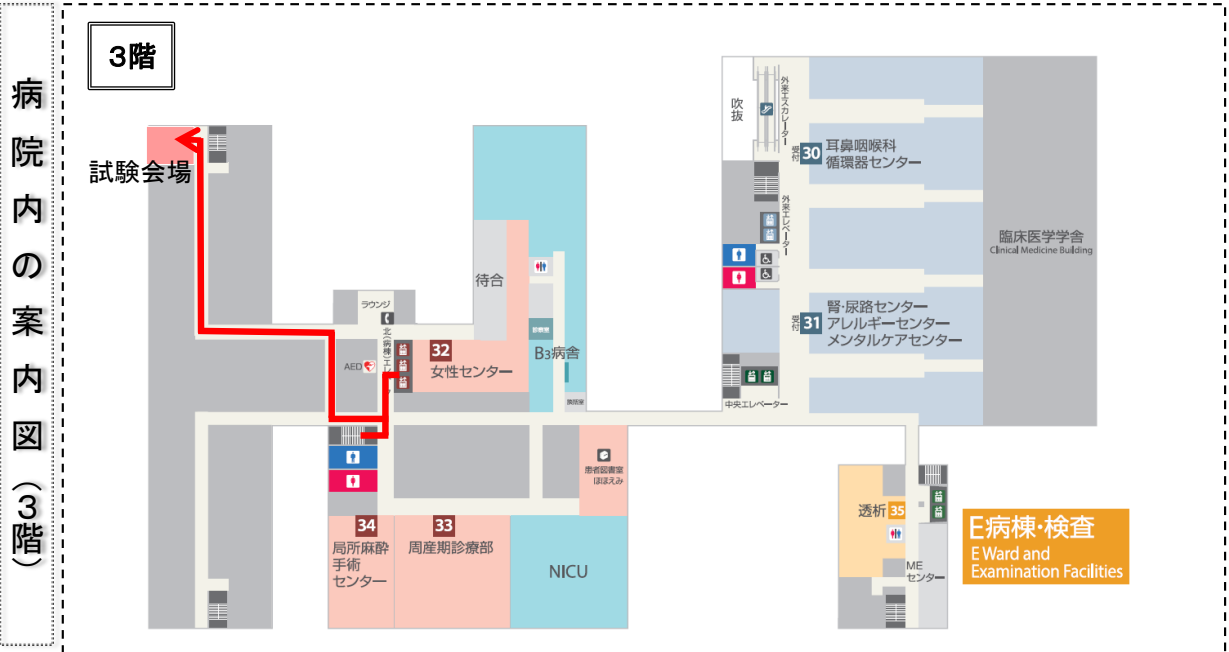 病院内の案内図(3階)
3階
試験会場
ラウンジ
北(病棟)エレ
AED
32
女性センター
待合
診察室
B3病舎
34
局所麻酔
手術
センター
33
周産期診療部
患者図書室
ほほえみ
NICU
吹抜
外来エスカレーター
受付
30
耳鼻咽喉科
循環器センター
外来エレベーター
受付
31
腎・尿路センター
アレルギーセンター
メンタルケアセンター
中央エレベーター
臨床医学学舎
Clinical Medicine Building
透析
35
ME
センター
E病棟・検査
E Ward and
Examination Facilities